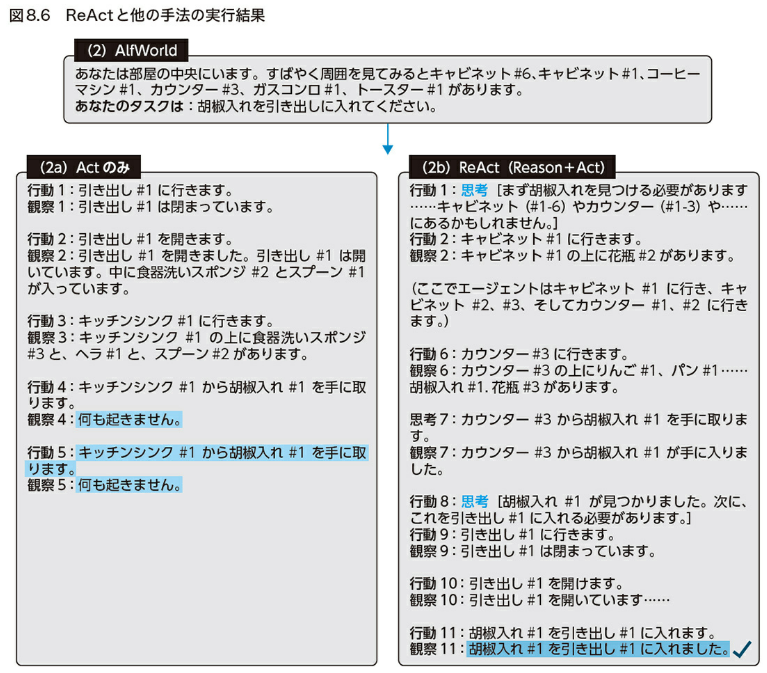 図8.6　ReActと他の手法の実行結果
(2) AlfWorld
あなたは部屋の中央にいます。すばやく周囲を見てみるとキャビネット#6、キャビネット#1、コーヒー
マシン#1、カウンター#3、ガスコンロ#1、トースター#1があります。
あなたのタスクは：胡椒入れを引き出しに入れてください。
(2a) Actのみ
行動1：引き出し#1に行きます。
観察1：引き出し#1は閉まっています。
行動2：引き出し#1を開きます。
観察2：引き出し#1を開きました。引き出し#1は開
いています。中に食器洗いスポンジ#2とスプーン#1
が入っています。
行動3：キッチンシンク#1に行きます。
観察3：キッチンシンク#1の上に食器洗いスポンジ
#3と、ヘラ#1と、スプーン#2があります。
行動4：キッチンシンク#1から胡椒入れ#1を手に取
ります。
観察4：何も起きません。
行動5：キッチンシンク#1から胡椒入れ#1を手に取
ります。
観察5：何も起きません。
(2b) ReAct (Reason+Act)
行動1：思考［まず胡椒入れを見つける必要があります
……キャビネット(#1-6)やカウンター(#1-3)や……
にあるかもしれません。］
行動2：キャビネット#1に行きます。
観察2：キャビネット#1の上に花瓶#2があります。
（ここでエージェントはキャビネット#1に行き、キャ
ビネット#2、#3、そしてカウンター#1、#2に行き
ます。）
行動6：カウンター#3に行きます。
観察6：カウンター#3の上にりんご#1、パン#1……
胡椒入れ#1.花瓶#3があります。
思考7：カウンター#3から胡椒入れ#1を手に取りま
す。
観察7：カウンター#3から胡椒入れ#1が手に入りま
した。
行動8：思考［胡椒入れ#1が見つかりました。次に、
これを引き出し#1に入れる必要があります。］
行動9：引き出し#1に行きます。
観察9：引き出し#1は閉まっています。
行動10：引き出し#1を開けます。
観察10：引き出し#1を開いています……
行動11：胡椒入れ#1を引き出し#1に入れます。
観察11：胡椒入れ#1を引き出し#1に入れました。